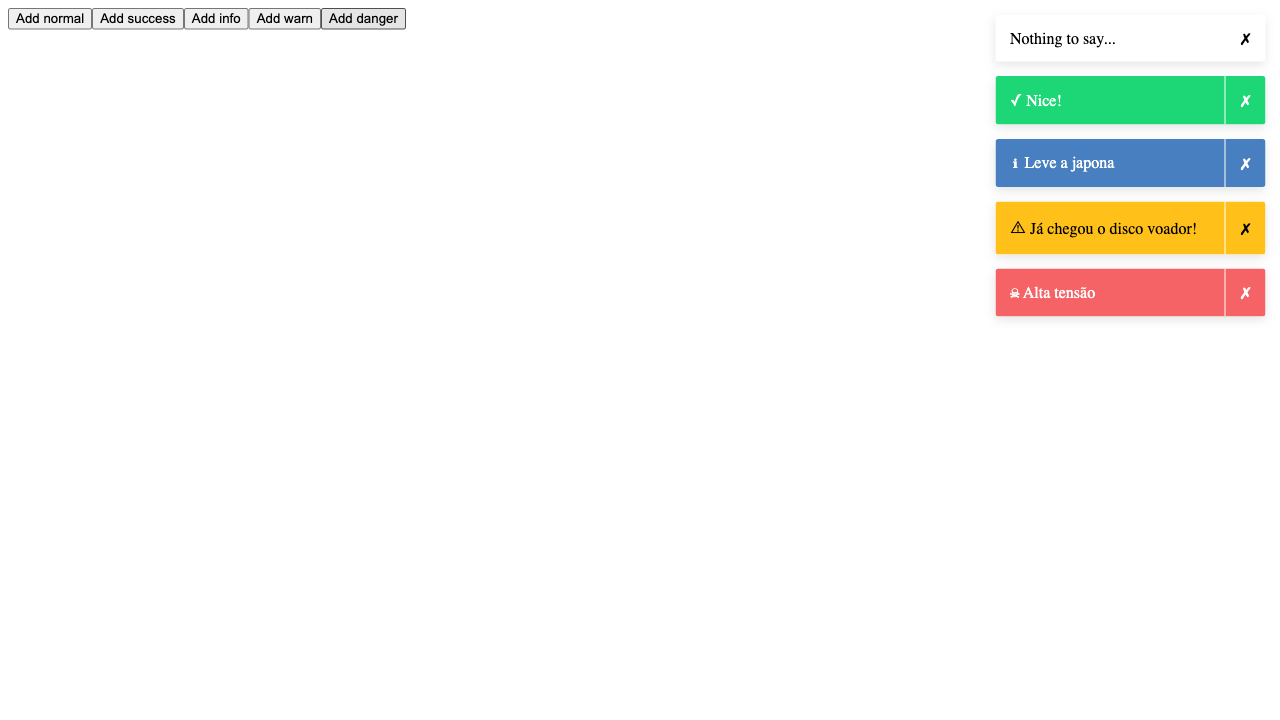 Add normal Add success Add info Add warn Add danger
Nothing to say... ✗
✓ Nice! ✗
ℹ Leve a japona ✗
⚠ Já chegou o disco voador! ✗
☠ Alta tensão ✗